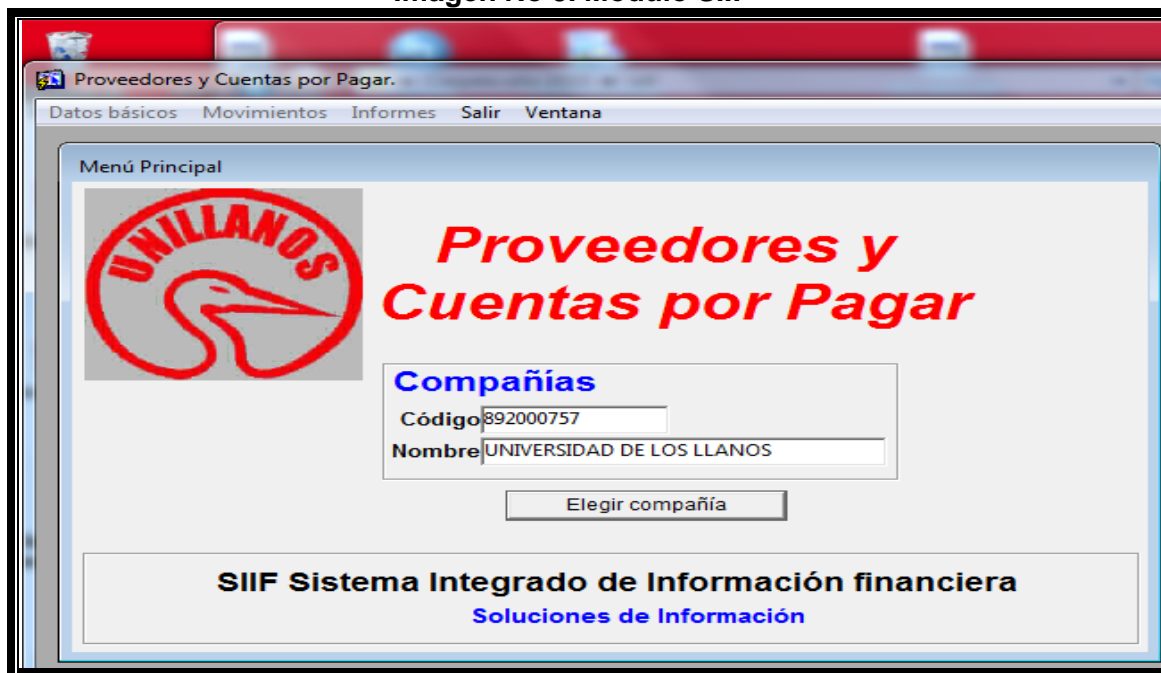 Proveedores y Cuentas por Pagar.
Datos básicos Movimientos Informes Salir Ventana
Menú Principal
UNILLANOS
Proveedores y
Cuentas por Pagar
Compañías
Código 892000757
Nombre UNIVERSIDAD DE LOS LLANOS
Elegir compañía
SIIF Sistema Integrado de Información financiera
Soluciones de Información